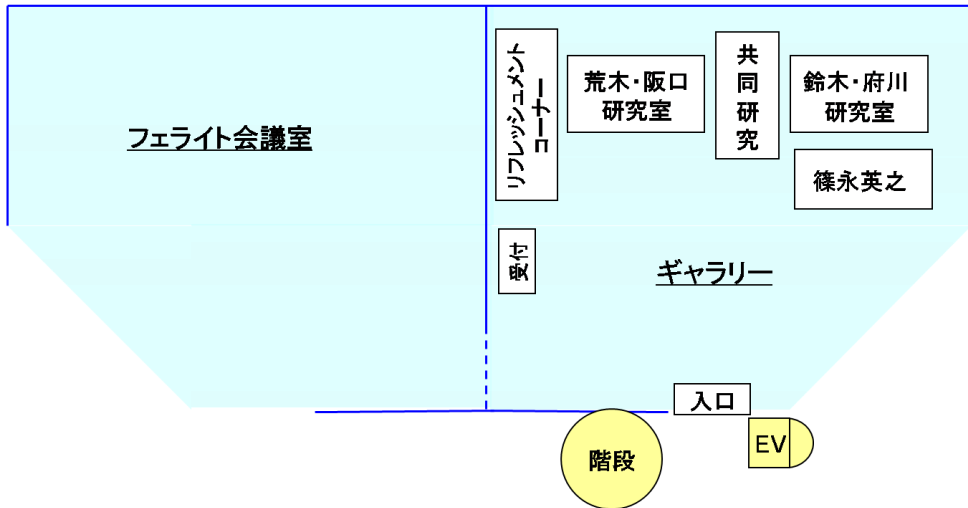 フェライト会議室
リフレッシュメント
コーナー
荒木・阪口
研究室
共同研究
鈴木・府川
研究室
篠永英之
受付
ギャラリー
入口
階段
EV